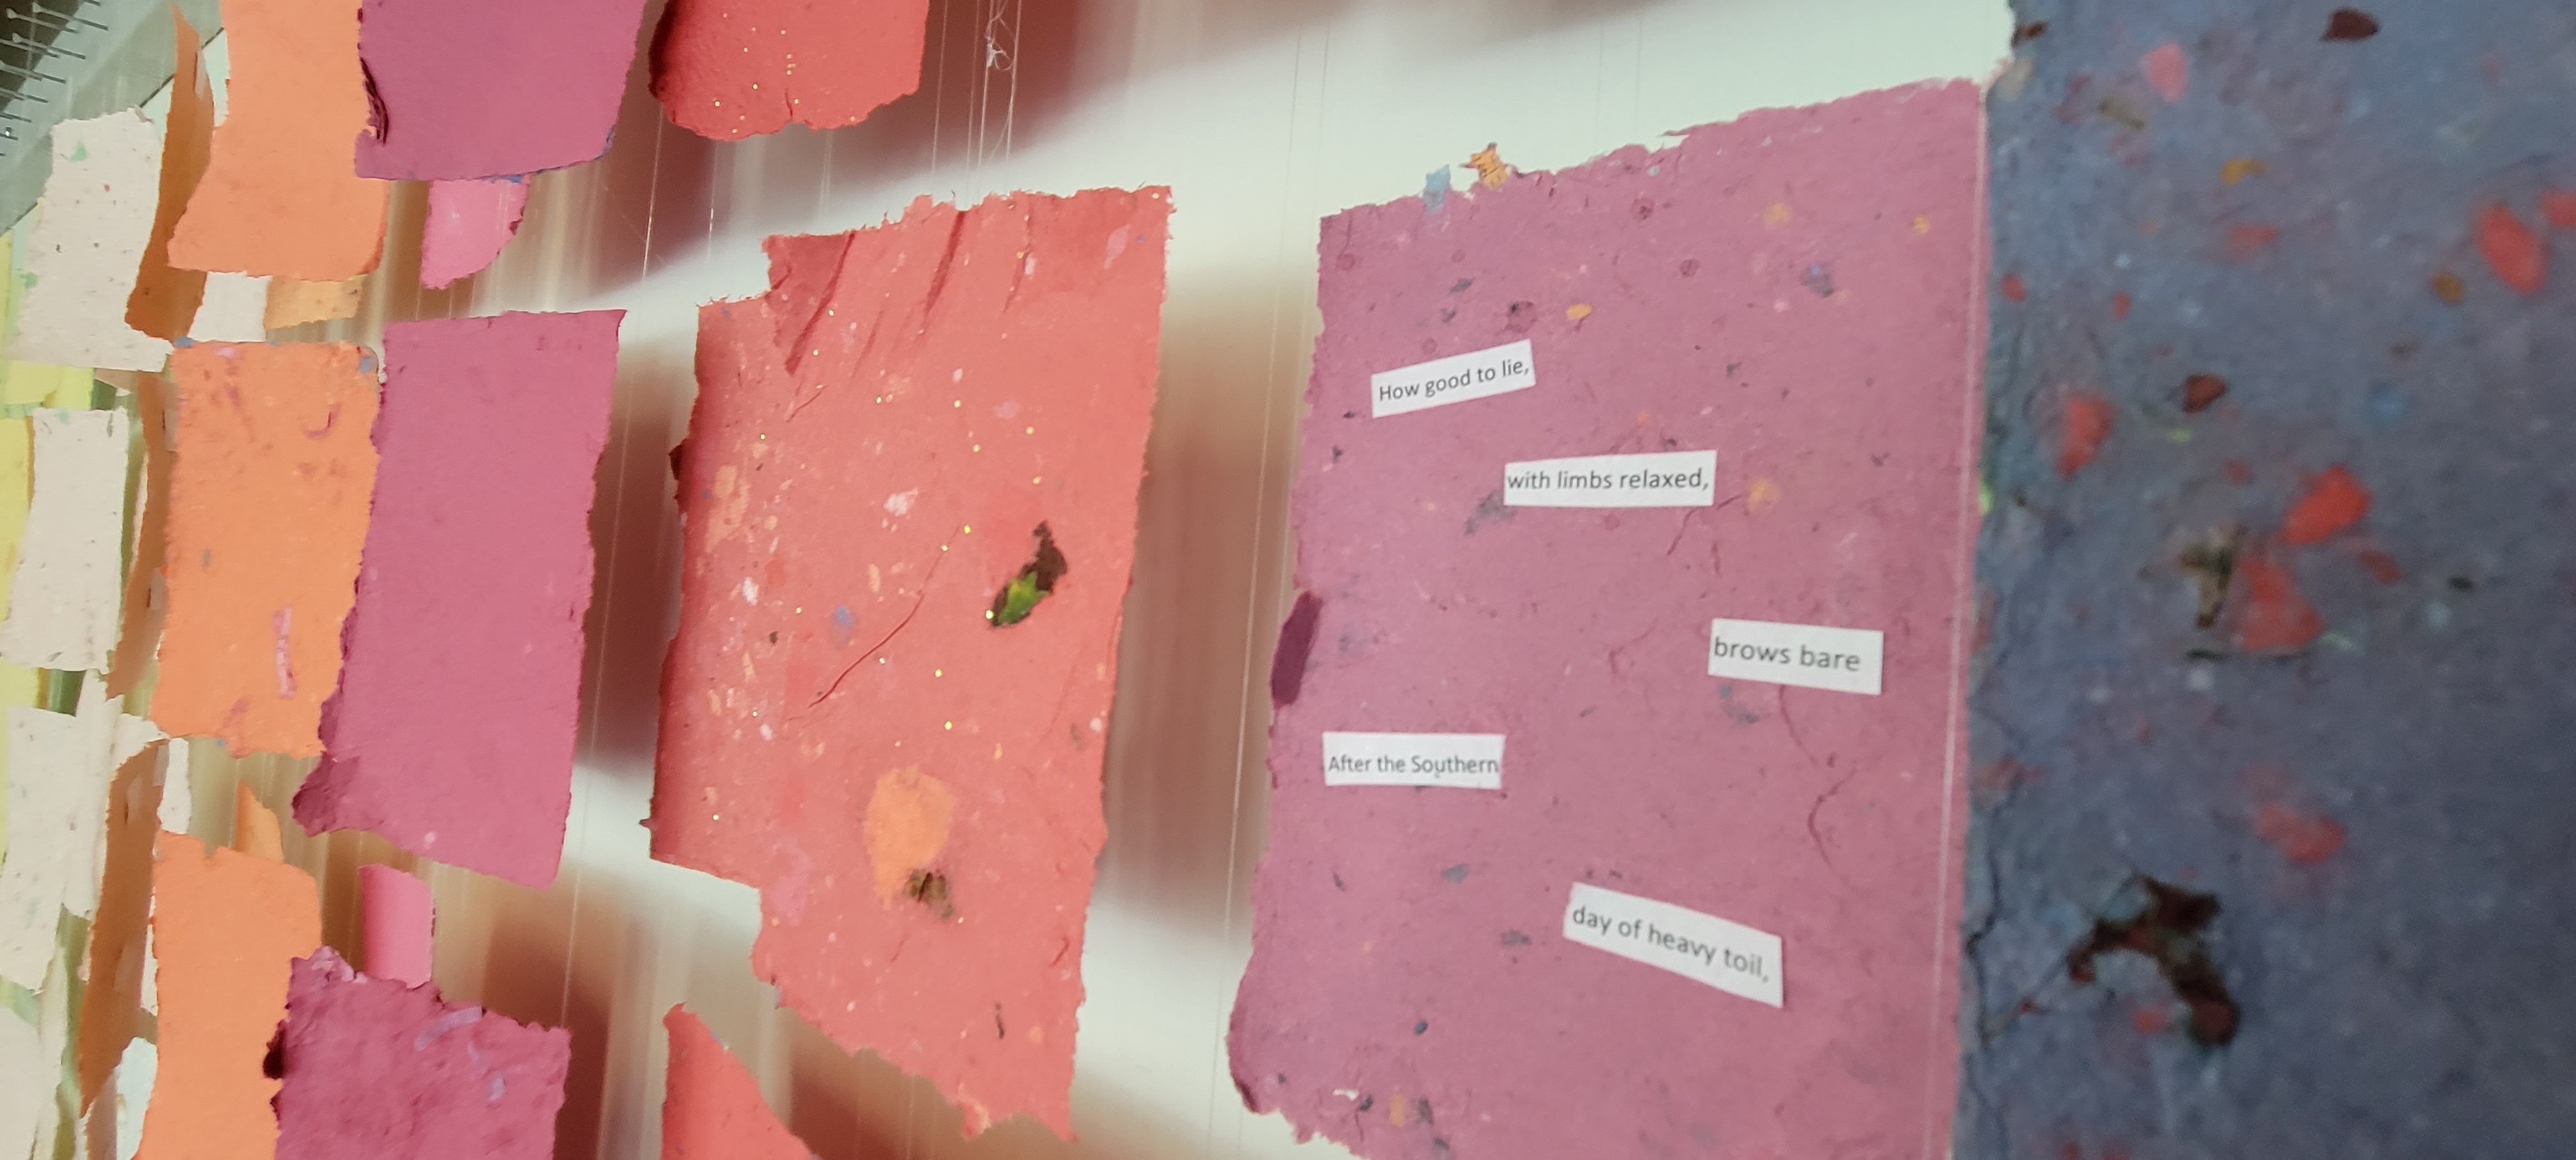 How good to lie,
with limbs relaxed,
brows bare
After the Southern
day of heavy toil,